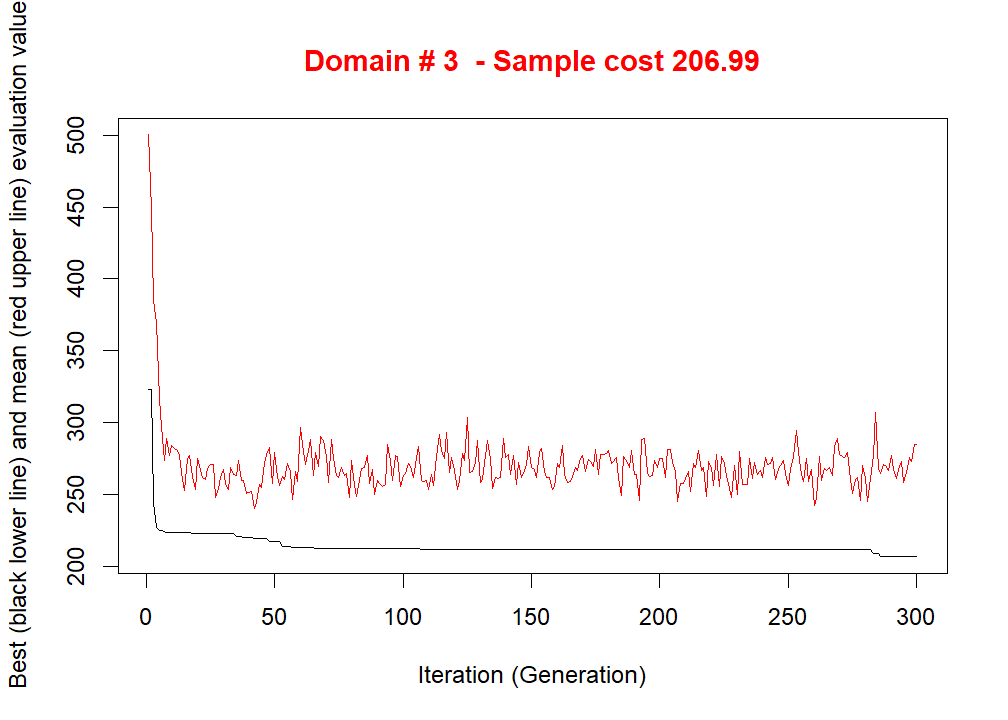 Domain # 3  - Sample cost 206.99
Best (black lower line) and mean (red upper line) evaluation value
500
450
400
350
300
250
200
0 50 100 150 200 250 300
Iteration (Generation)